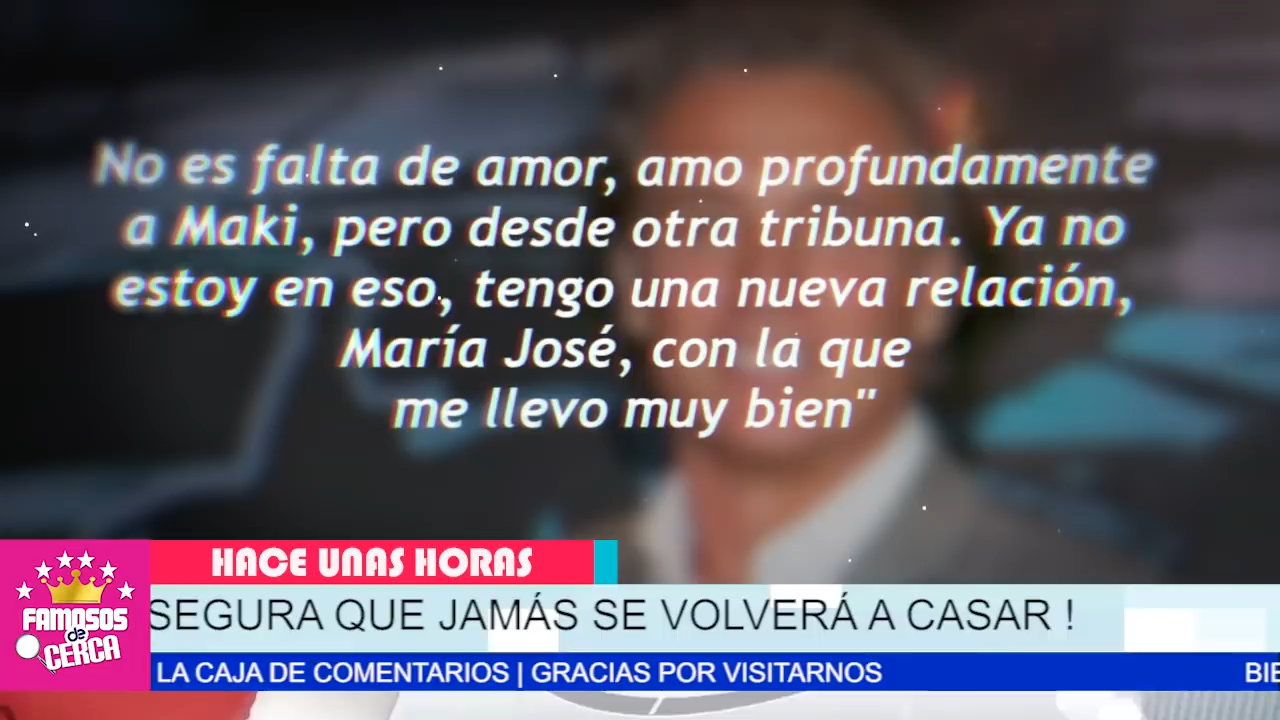 No es falta de amor, amo profundamente
a Maki, pero desde otra tribuna. Ya no
estoy en eso, tengo una nueva relación,
María José, con la que
me llevo muy bien"
HACE UNAS HORAS
FAMOSOS
de
CERCA
SEGURA QUE JAMÁS SE VOLVERÁ A CASAR !
LA CAJA DE COMENTARIOS | GRACIAS POR VISITARNOS
BIE